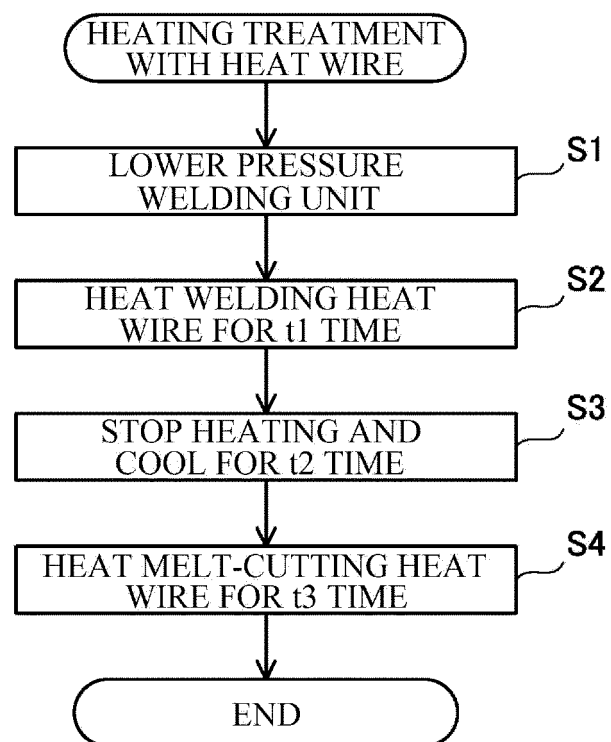 HEATING TREATMENT
WITH HEAT WIRE
S1
LOWER PRESSURE
WELDING UNIT
S2
HEAT WELDING HEAT
WIRE FOR t1 TIME
S3
STOP HEATING AND
COOL FOR t2 TIME
S4
HEAT MELT-CUTTING HEAT
WIRE FOR t3 TIME
END